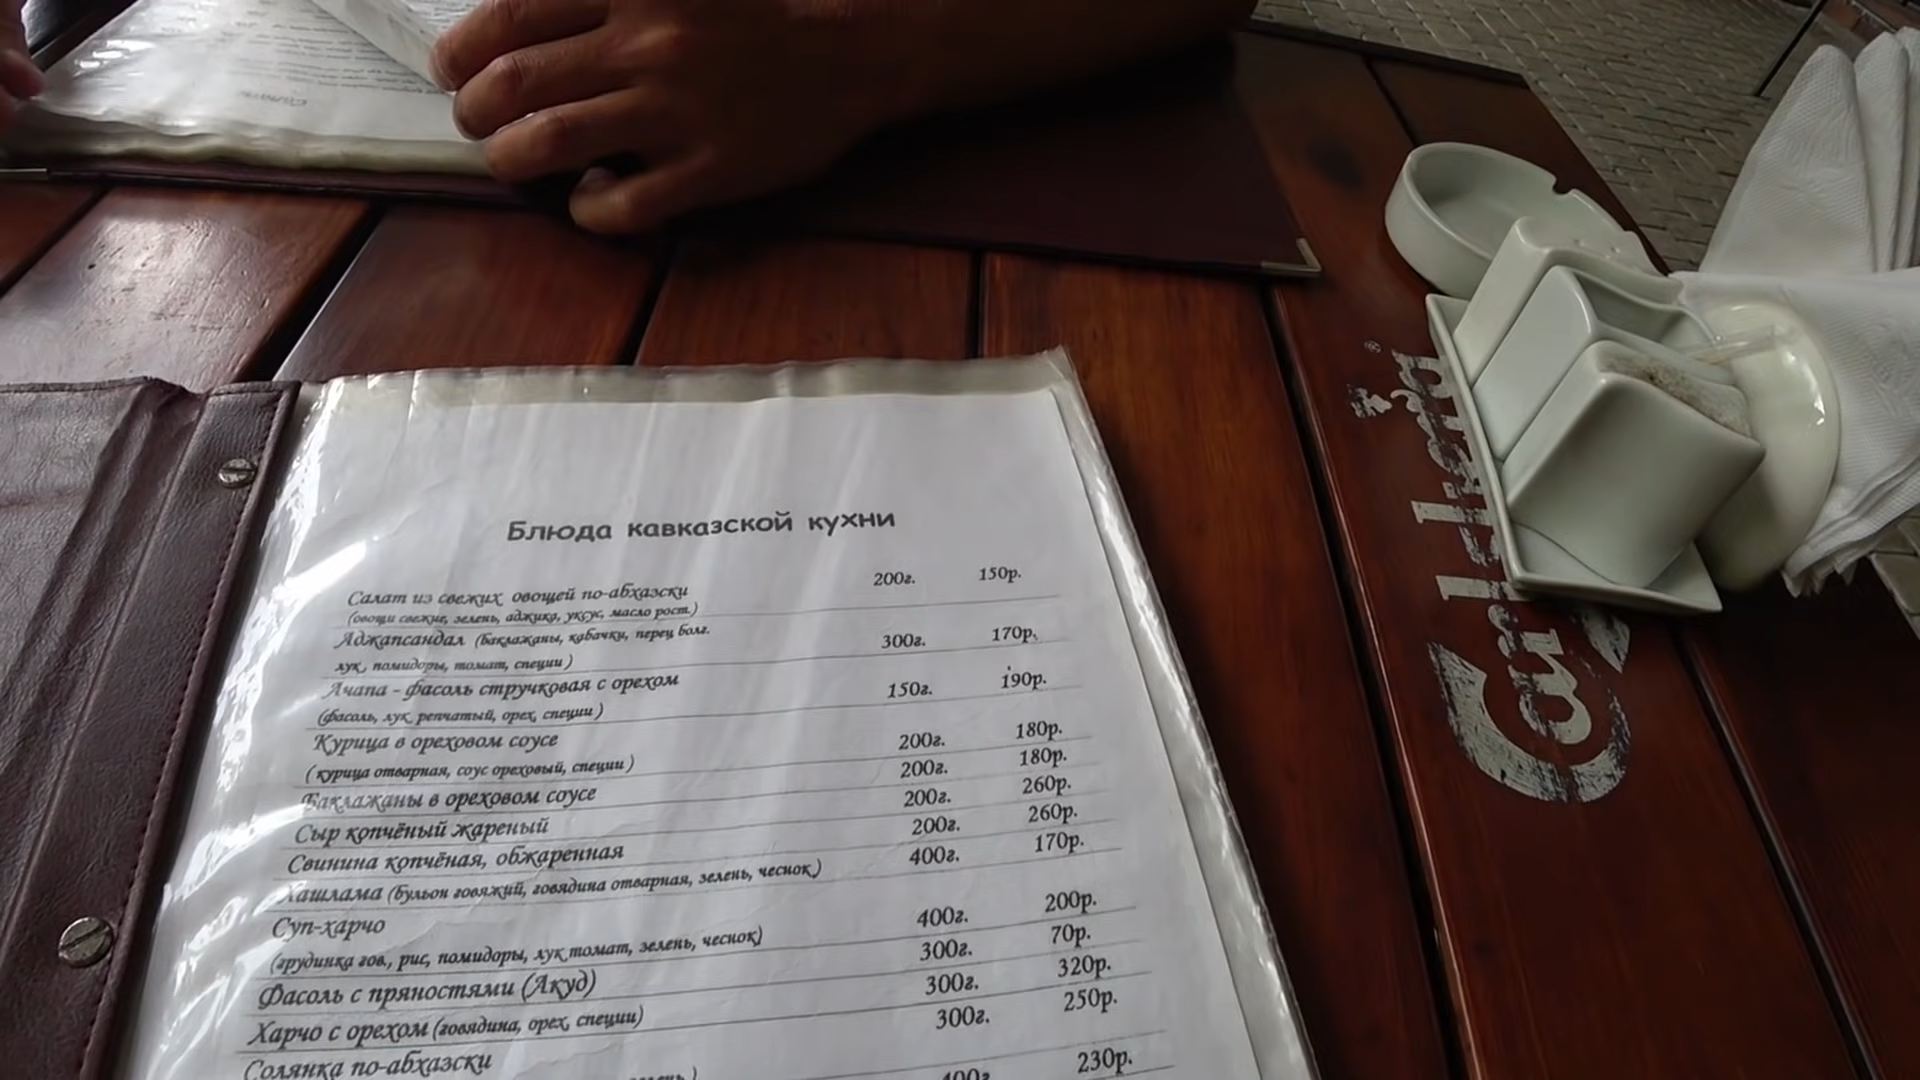 Блюда кавказской кухни
Салат из свежих овощей по-абхазски 200г. 150р.
(овощи свежие, зелень, аджика, уксус, масло рост.)
Аджапсандал (баклажаны, кабачки, перец болг. 300г. 170р.
лук, помидоры, томат, специи)
Ачапа - фасоль стручковая с орехом 150г. 190р.
(фасоль, лук репчатый, орех, специи)
Курица в ореховом соусе 200г. 180р.
(курица отварная, соус ореховый, специи) 200г. 180р.
Баклажаны в ореховом соусе 200г. 260р.
Сыр копчёный жареный 200г. 260р.
Свинина копчёная, обжаренная 400г. 170р.
Хашлама (бульон говяжий, говядина отварная, зелень, чеснок)
Суп-харчо 400г. 200р.
(грудинка гов., рис, помидоры, лук томат, зелень, чеснок) 300г. 70р.
Фасоль с пряностями (Акуд) 300г. 320р.
Харчо с орехом (говядина, орех, специи) 300г. 250р.
Солянка по-абхазски 400г. 230р.
Carlsberg